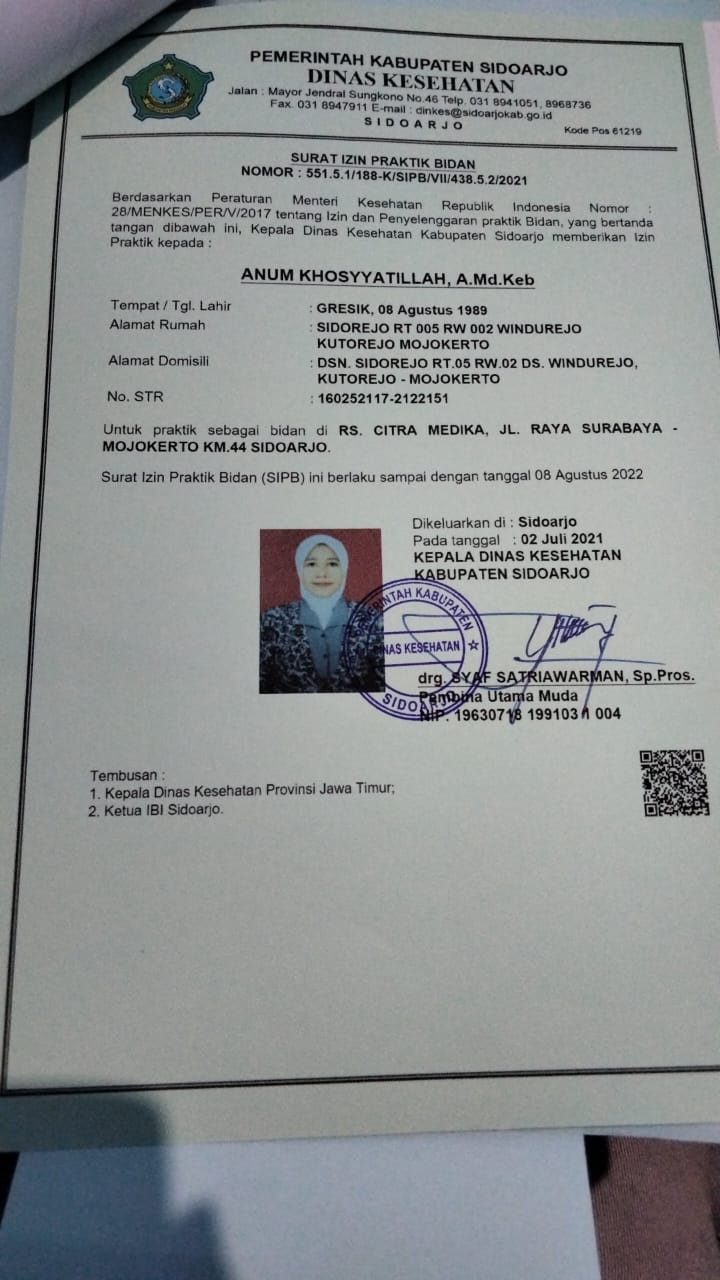 PEMERINTAH KABUPATEN SIDOARJO
DINAS KESEHATAN
Jalan : Mayor Jendral Sungkono No.46 Telp. 031 8941051, 8968736
Fax. 031 8947911 E-mail : dinkes@sidoarjokab.go.id
SIDOARJO
Kode Pos 61219
SURAT IZIN PRAKTIK BIDAN
NOMOR : 551.5.1/188-K/SIPB/VII/438.5.2/2021
Berdasarkan Peraturan Menteri Kesehatan Republik Indonesia Nomor :
28/MENKES/PER/V/2017 tentang Izin dan Penyelenggaran praktik Bidan, yang bertanda
tangan dibawah ini, Kepala Dinas Kesehatan Kabupaten Sidoarjo memberikan Izin
Praktik kepada :
ANUM KHOSYYATILLAH, A.Md.Keb
Tempat / Tgl. Lahir : GRESIK, 08 Agustus 1989
Alamat Rumah : SIDOREJO RT 005 RW 002 WINDUREJO
KUTOREJO MOJOKERTO
Alamat Domisili : DSN. SIDOREJO RT.05 RW.02 DS. WINDUREJO,
KUTOREJO - MOJOKERTO
No. STR : 160252117-2122151
Untuk praktik sebagai bidan di RS. CITRA MEDIKA, JL. RAYA SURABAYA -
MOJOKERTO KM.44 SIDOARJO.
Surat Izin Praktik Bidan (SIPB) ini berlaku sampai dengan tanggal 08 Agustus 2022
Dikeluarkan di : Sidoarjo
Pada tanggal : 02 Juli 2021
KEPALA DINAS KESEHATAN
KABUPATEN SIDOARJO
PEMERINTAH KABUPATEN
DINAS KESEHATAN
SIDOARJO
drg. SYAF SATRIAWARMAN, Sp.Pros.
Pembina Utama Muda
NIP. 19630718 199103 1 004
Tembusan :
1. Kepala Dinas Kesehatan Provinsi Jawa Timur;
2. Ketua IBI Sidoarjo.